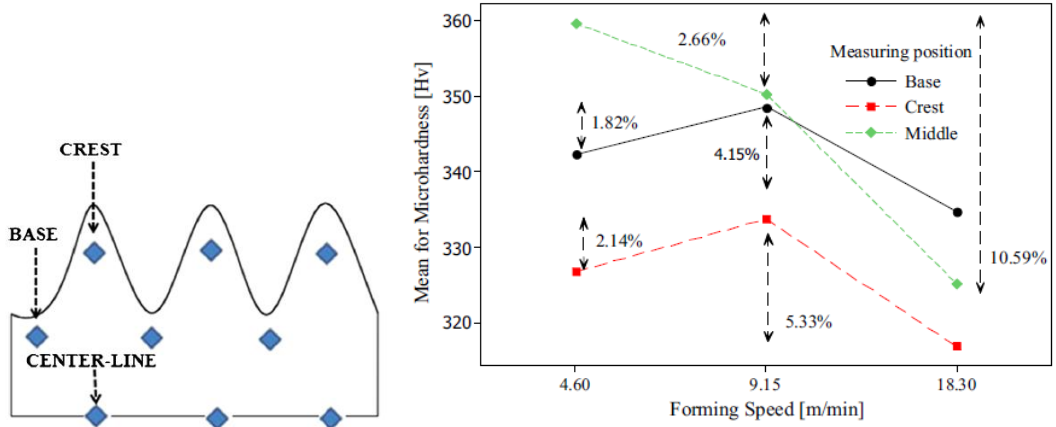 CREST
BASE
CENTER-LINE
Mean for Microhardness [Hv]
360
350
340
330
320
2.66%
1.82%
4.15%
2.14%
5.33%
10.59%
Measuring position
Base
Crest
Middle
4.60
9.15
18.30
Forming Speed [m/min]